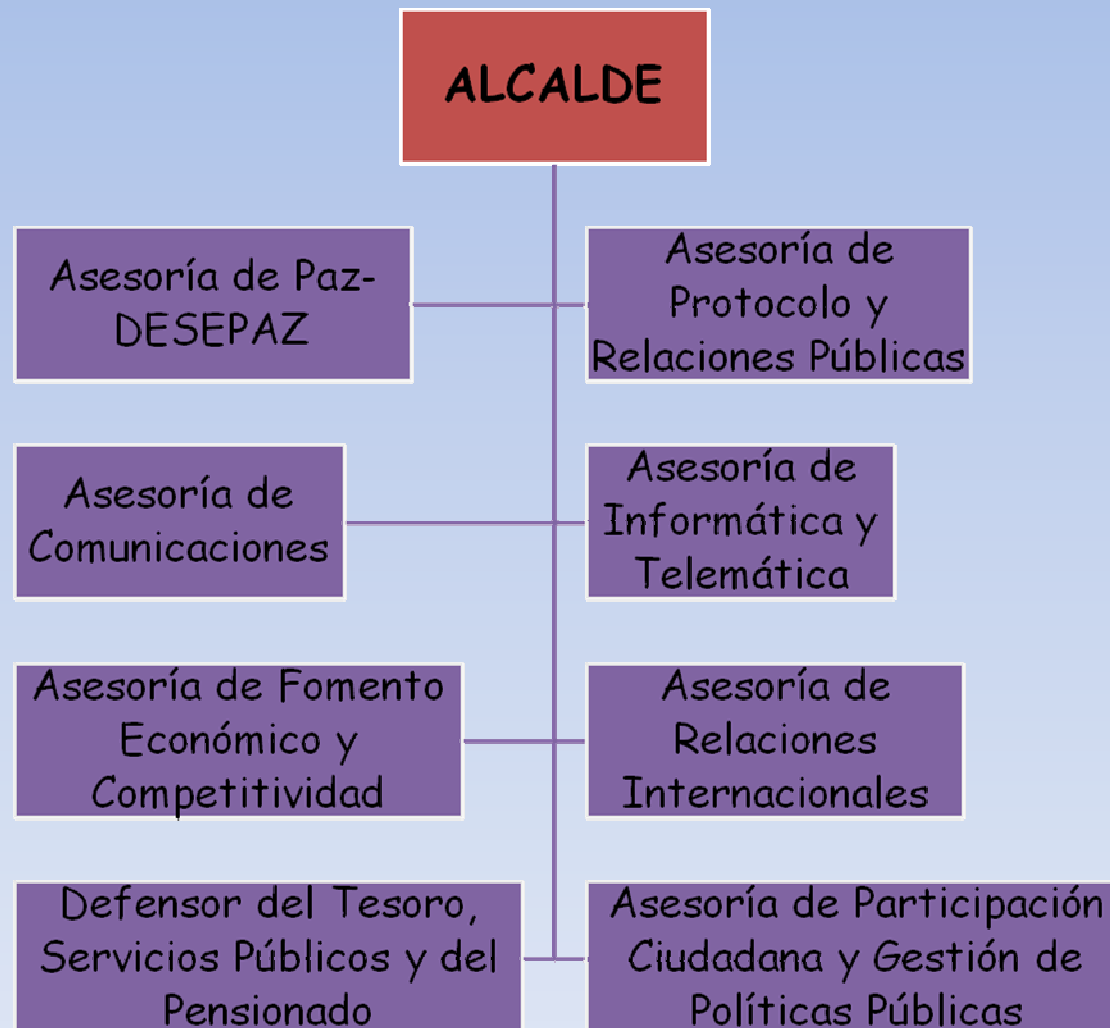 ALCALDE
Asesoría de Paz-
DESEPAZ
Asesoría de
Protocolo y
Relaciones Públicas
Asesoría de
Comunicaciones
Asesoría de
Informática y
Telemática
Asesoría de Fomento
Económico y
Competitividad
Asesoría de
Relaciones
Internacionales
Defensor del Tesoro,
Servicios Públicos y del
Pensionado
Asesoría de Participación
Ciudadana y Gestión de
Políticas Públicas